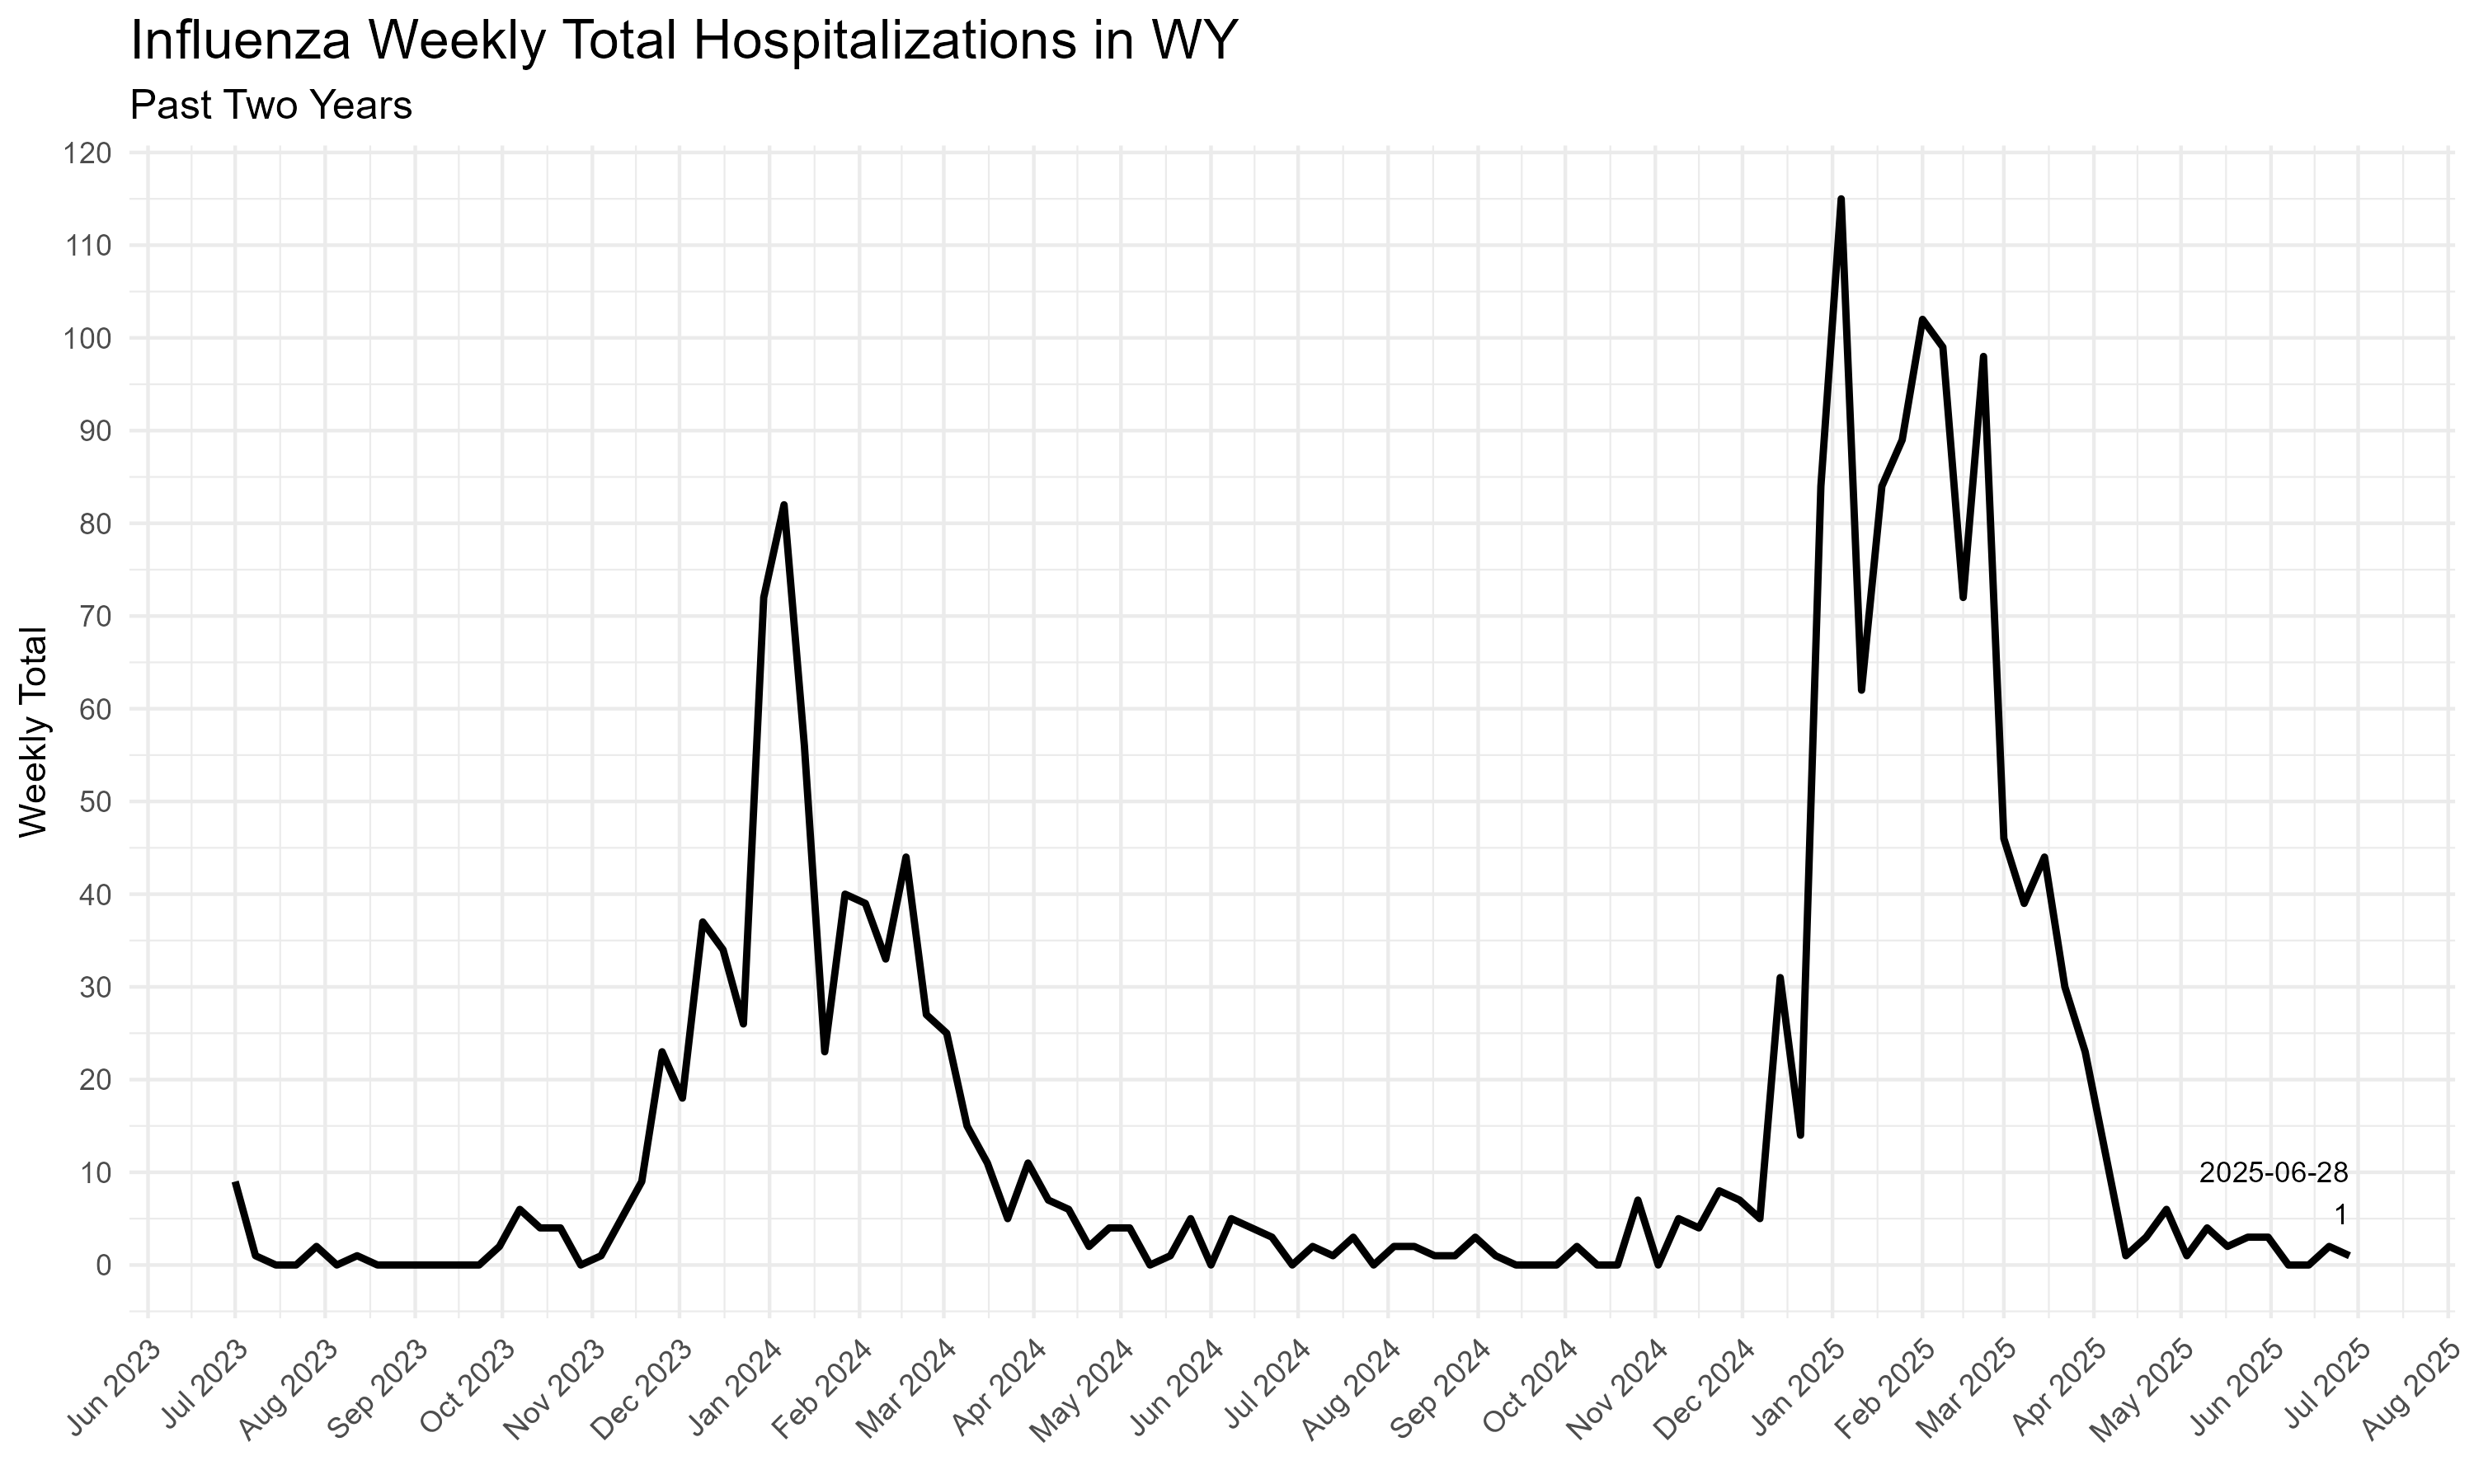 Influenza Weekly Total Hospitalizations in WY
Past Two Years
Weekly Total
120
110
100
90
80
70
60
50
40
30
20
10
0
2025-06-28
1
Jun 2023
Jul 2023
Aug 2023
Sep 2023
Oct 2023
Nov 2023
Dec 2023
Jan 2024
Feb 2024
Mar 2024
Apr 2024
May 2024
Jun 2024
Jul 2024
Aug 2024
Sep 2024
Oct 2024
Nov 2024
Dec 2024
Jan 2025
Feb 2025
Mar 2025
Apr 2025
May 2025
Jun 2025
Jul 2025
Aug 2025